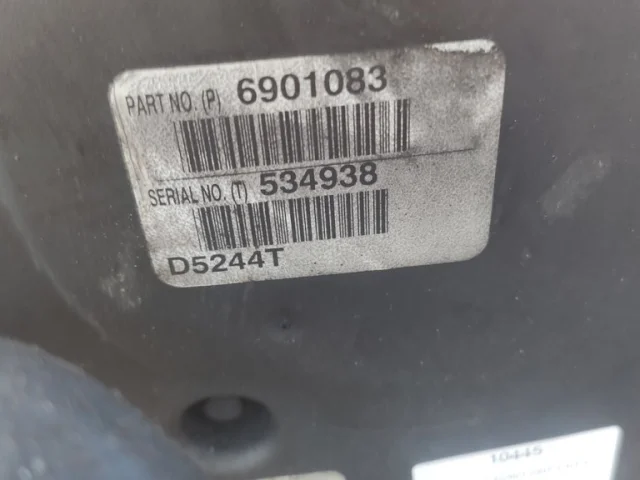 PART NO. (P) 6901083
SERIAL NO. (T) 534938
D5244T
10445